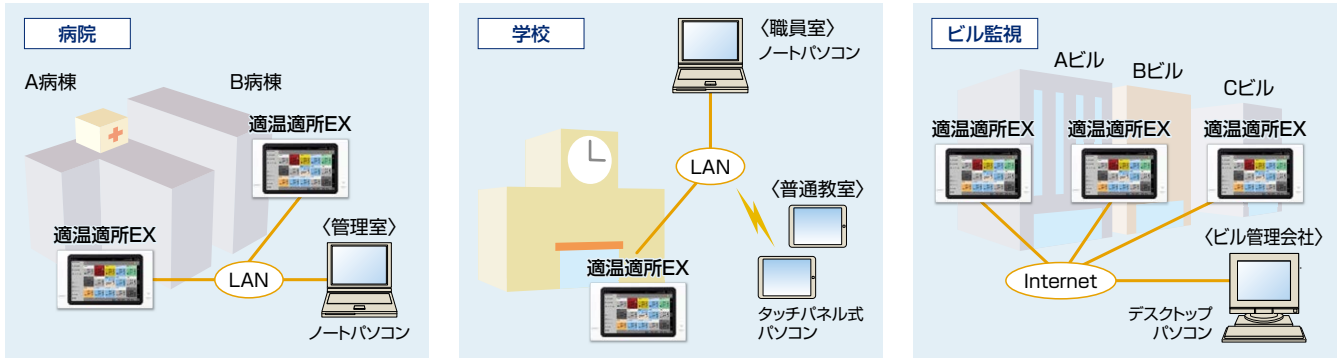 病院
A病棟
B病棟
適温適所EX
適温適所EX
〈管理室〉
LAN
ノートパソコン
学校
〈職員室〉
ノートパソコン
LAN
〈普通教室〉
適温適所EX
タッチパネル式
パソコン
ビル監視
Aビル
Bビル
Cビル
適温適所EX
適温適所EX
適温適所EX
〈ビル管理会社〉
Internet
デスクトップ
パソコン